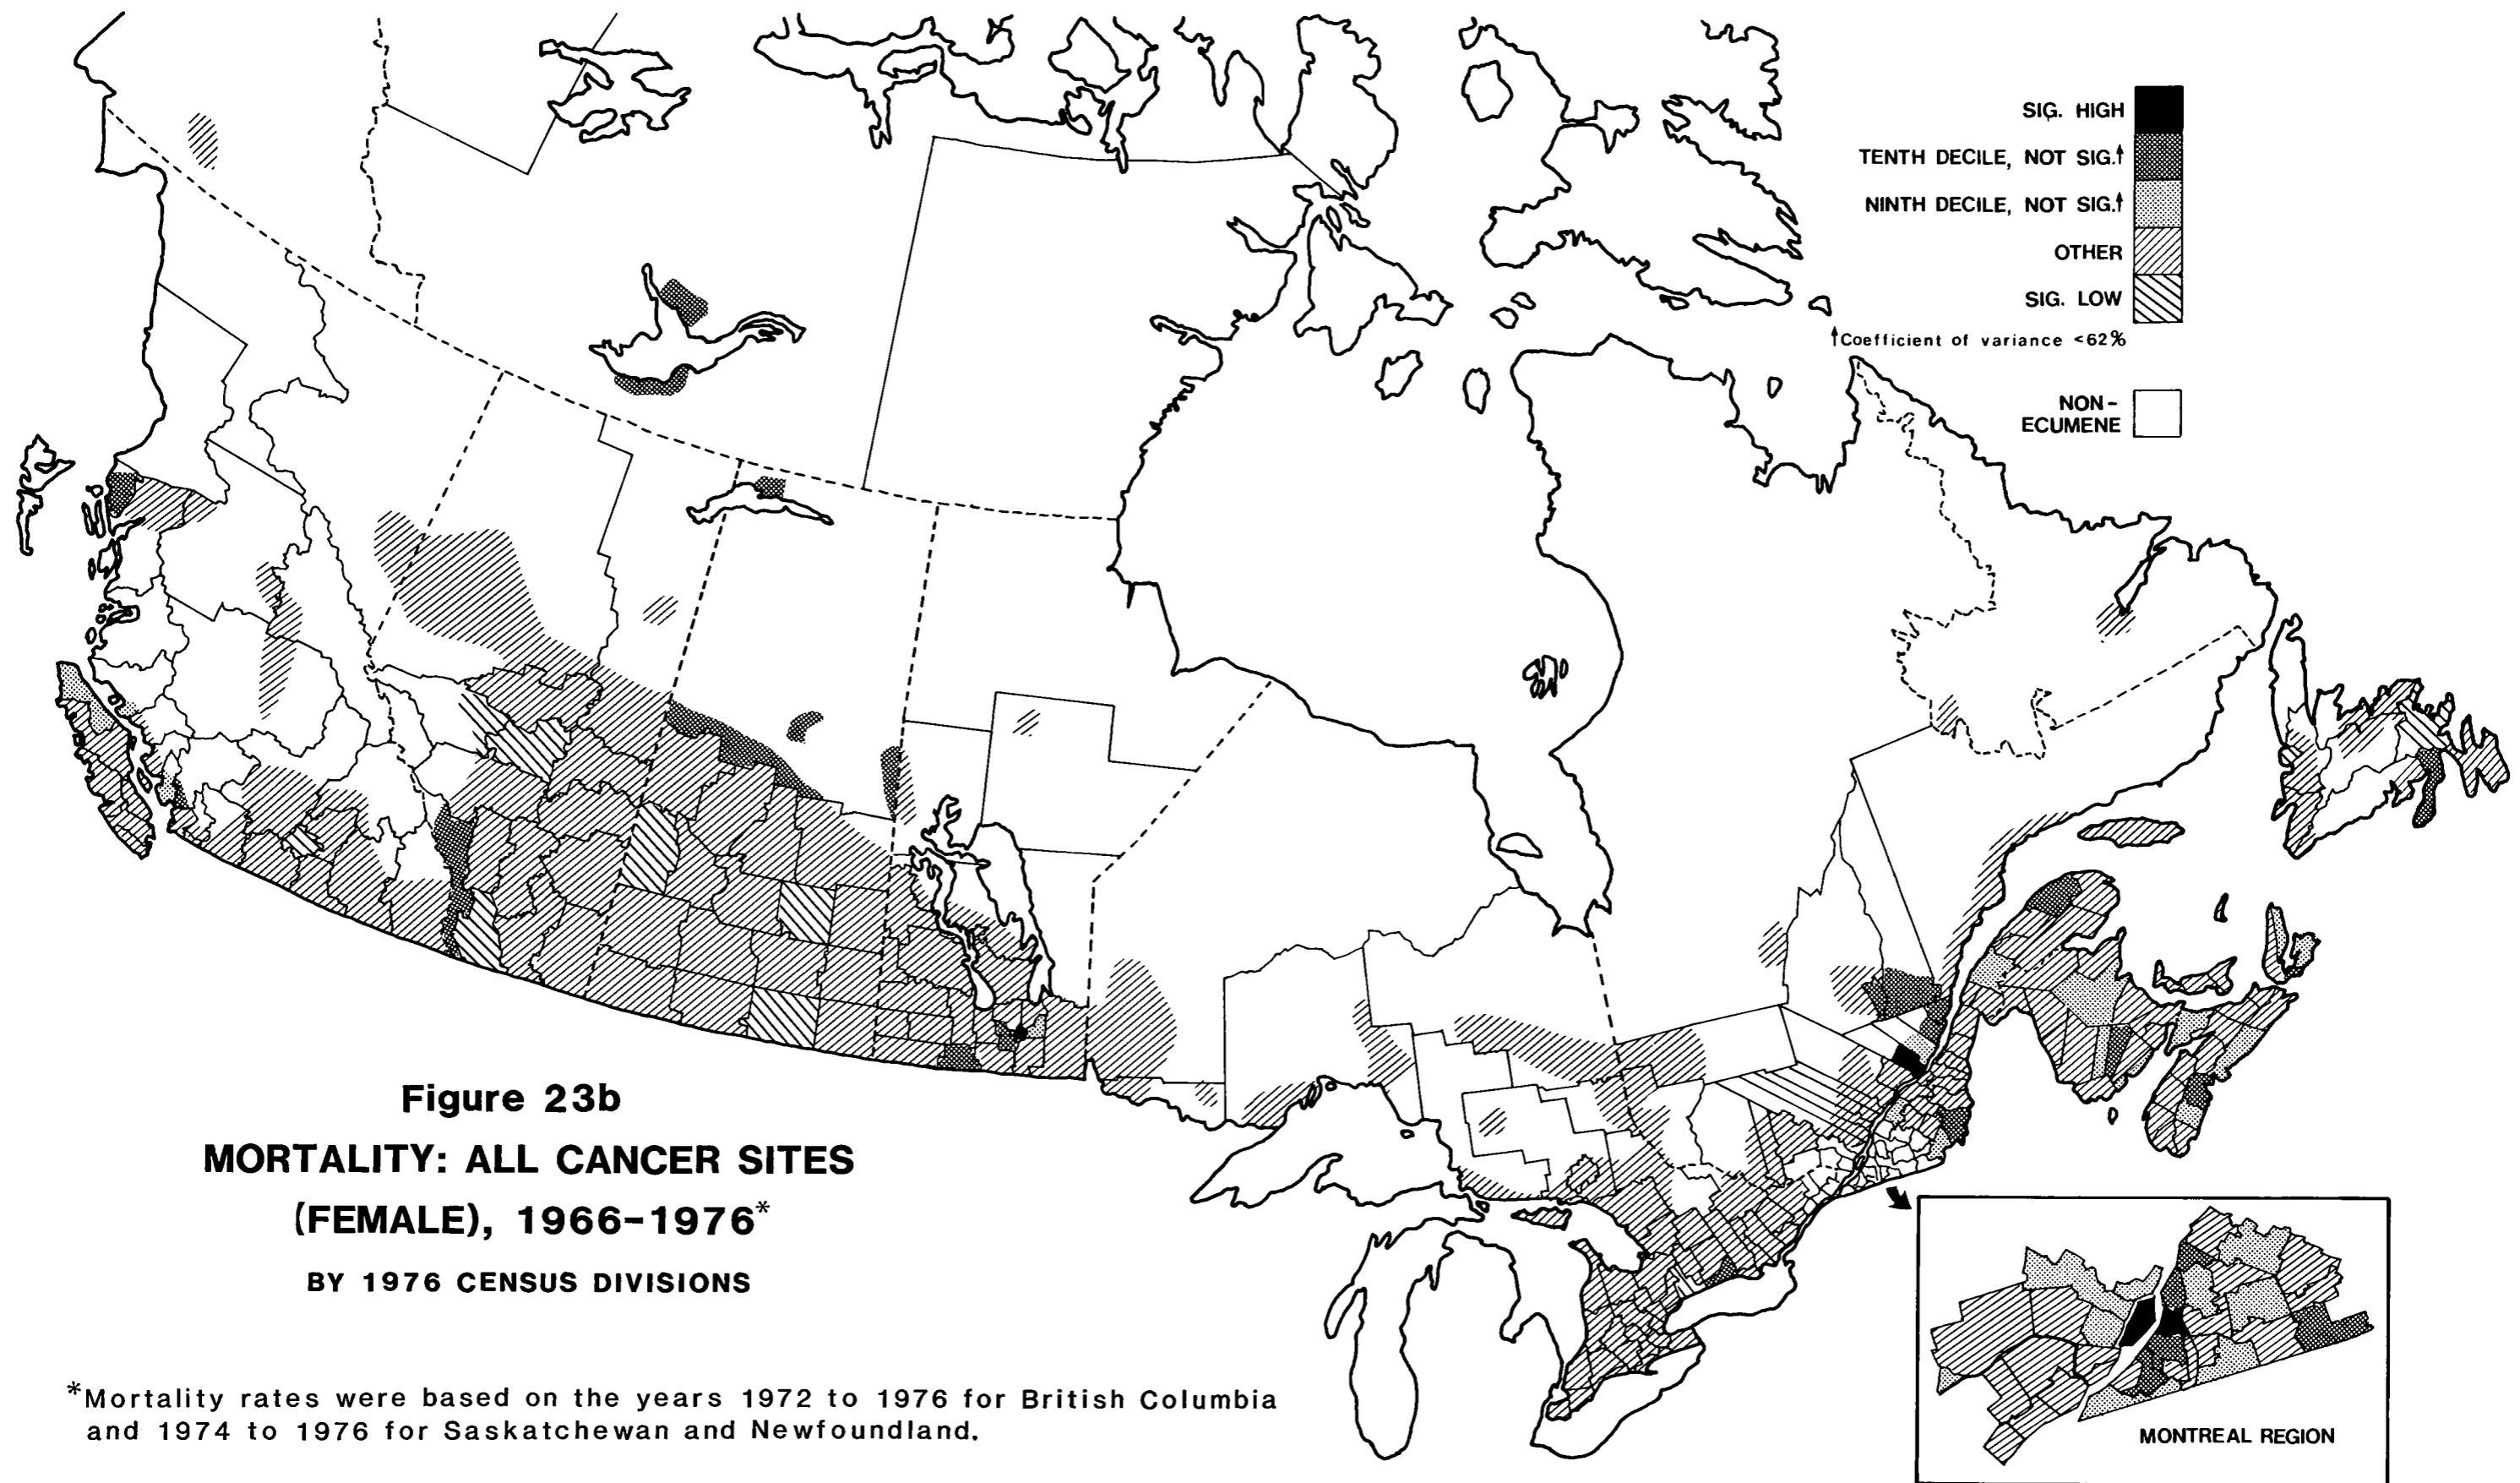 SIG. HIGH
TENTH DECILE, NOT SIG.†
NINTH DECILE, NOT SIG.†
OTHER
SIG. LOW
†Coefficient of variance <62%
NON-
ECUMENE
Figure 23b
MORTALITY: ALL CANCER SITES
(FEMALE), 1966-1976*
BY 1976 CENSUS DIVISIONS
*Mortality rates were based on the years 1972 to 1976 for British Columbia
and 1974 to 1976 for Saskatchewan and Newfoundland.
MONTREAL REGION